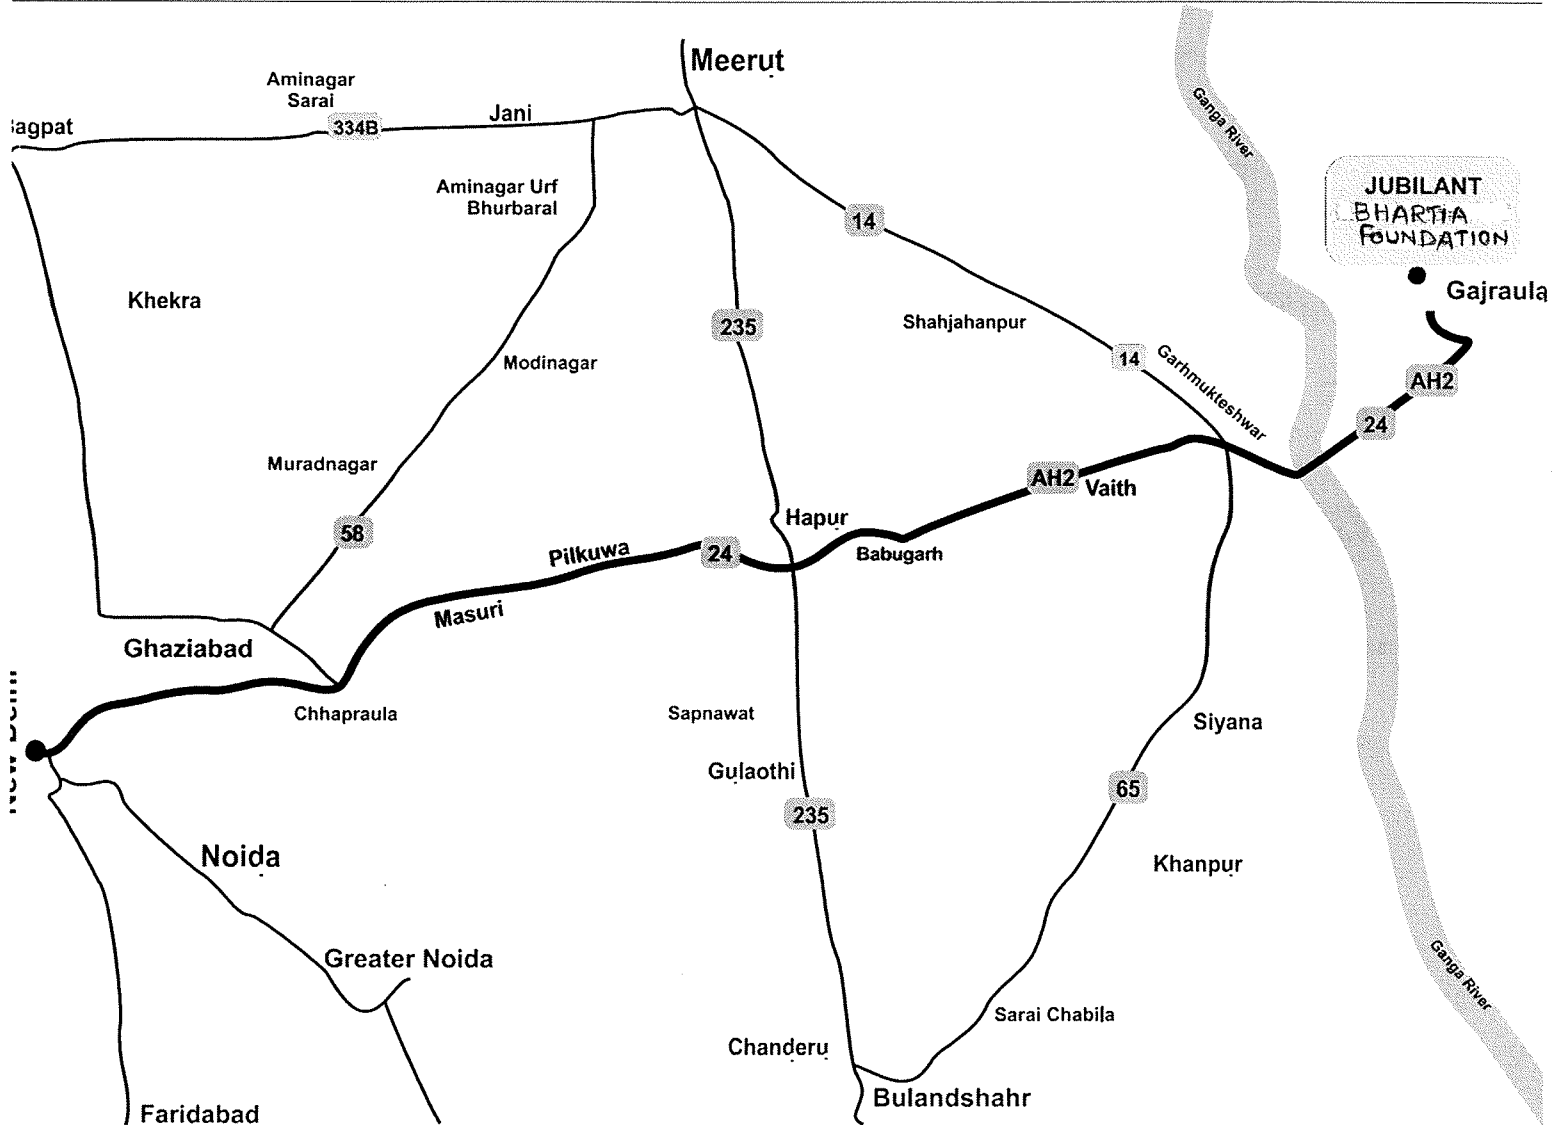 Meerut
Aminagar
Sarai
334B
Jani
agpat
Ganga River
Aminagar Urf
Bhurbaral
JUBILANT
BHARTIA
FOUNDATION
14
Khekra
Gajraula
235
Shahjahanpur
14
Garhmukteshwar
Modinagar
AH2
24
Muradnagar
AH2
Vaith
58
Hapur
Pilkuwa
24
Babugarh
Masuri
Ghaziabad
New Delhi
Chhapraula
Sapnawat
Siyana
Gulaothi
65
235
Noida
Khanpur
Greater Noida
Ganga River
Sarai Chabila
Chanderu
Bulandshahr
Faridabad